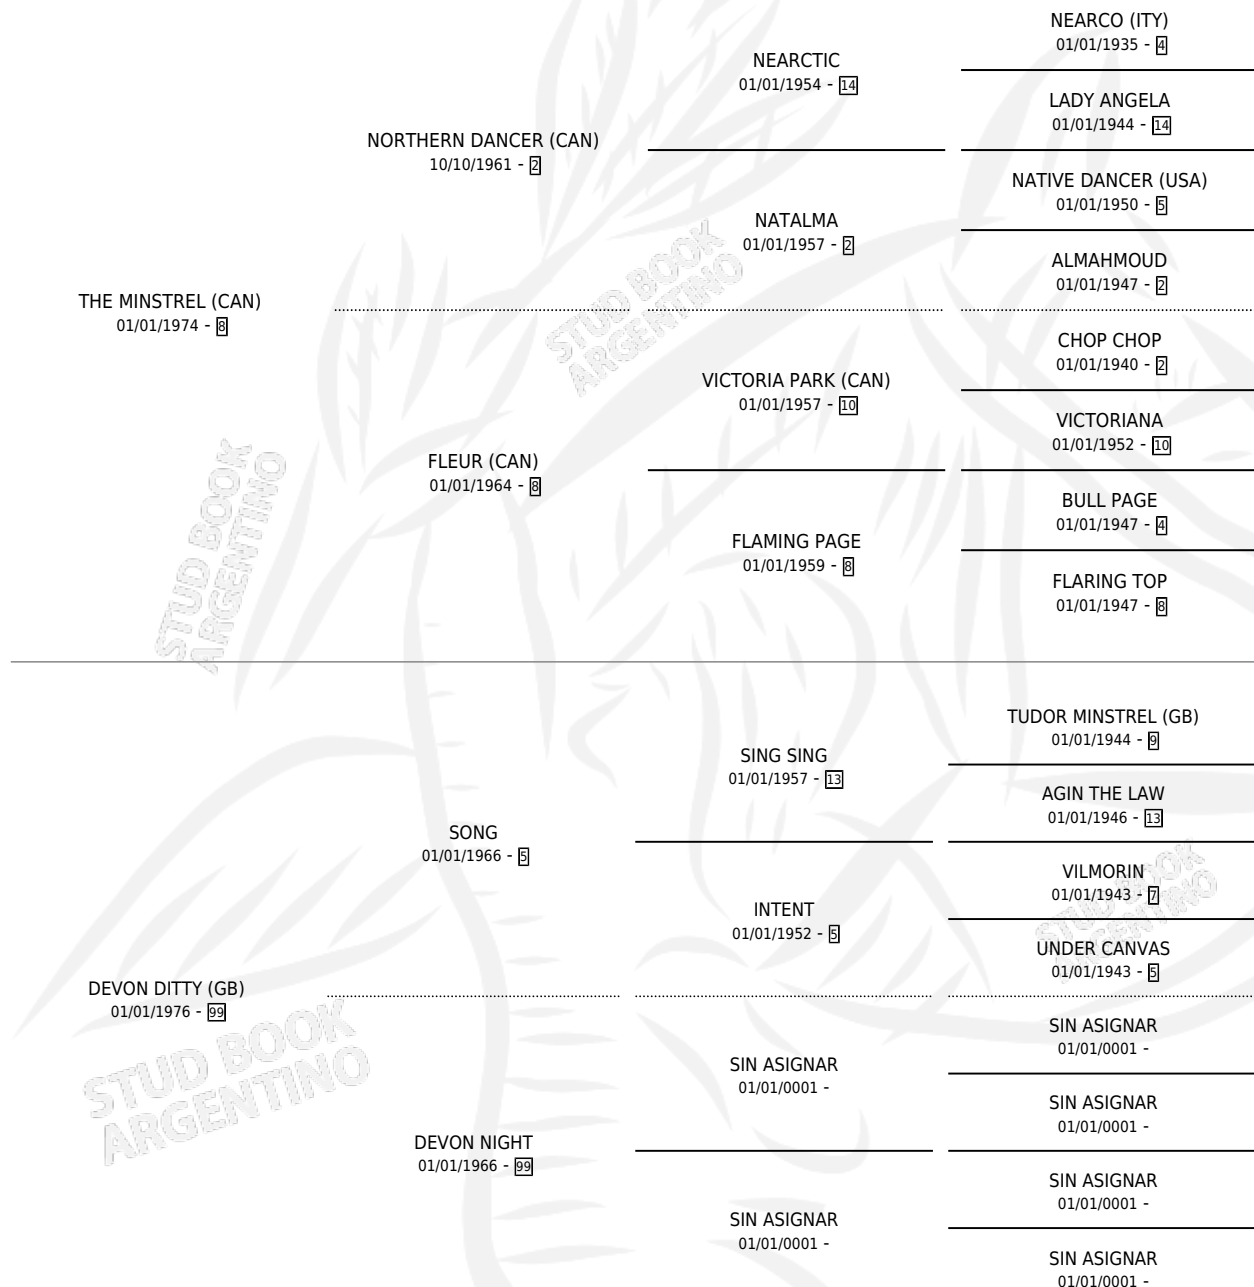 THE MINSTREL (CAN)
01/01/1974 - 8
NORTHERN DANCER (CAN)
10/10/1961 - 2
NEARCTIC
01/01/1954 - 14
NEARCO (ITY)
01/01/1935 - 4
LADY ANGELA
01/01/1944 - 14
NATALMA
01/01/1957 - 2
NATIVE DANCER (USA)
01/01/1950 - 5
ALMAHMOUD
01/01/1947 - 2
FLEUR (CAN)
01/01/1964 - 8
VICTORIA PARK (CAN)
01/01/1957 - 10
CHOP CHOP
01/01/1940 - 2
VICTORIANA
01/01/1952 - 10
FLAMING PAGE
01/01/1959 - 8
BULL PAGE
01/01/1947 - 4
FLARING TOP
01/01/1947 - 8
DEVON DITTY (GB)
01/01/1976 - 99
SONG
01/01/1966 - 5
SING SING
01/01/1957 - 13
TUDOR MINSTREL (GB)
01/01/1944 - 9
AGIN THE LAW
01/01/1946 - 13
INTENT
01/01/1952 - 5
VILMORIN
01/01/1943 - 7
UNDER CANVAS
01/01/1943 - 5
DEVON NIGHT
01/01/1966 - 99
SIN ASIGNAR
01/01/0001 -
SIN ASIGNAR
01/01/0001 -
SIN ASIGNAR
01/01/0001 -
SIN ASIGNAR
01/01/0001 -
SIN ASIGNAR
01/01/0001 -
SIN ASIGNAR
01/01/0001 -
STUD BOOK
ARGENTINO
STUD BOOK
ARGENTINO
STUD BOOK
ARGENTINO
STUD BOOK
ARGENTINO